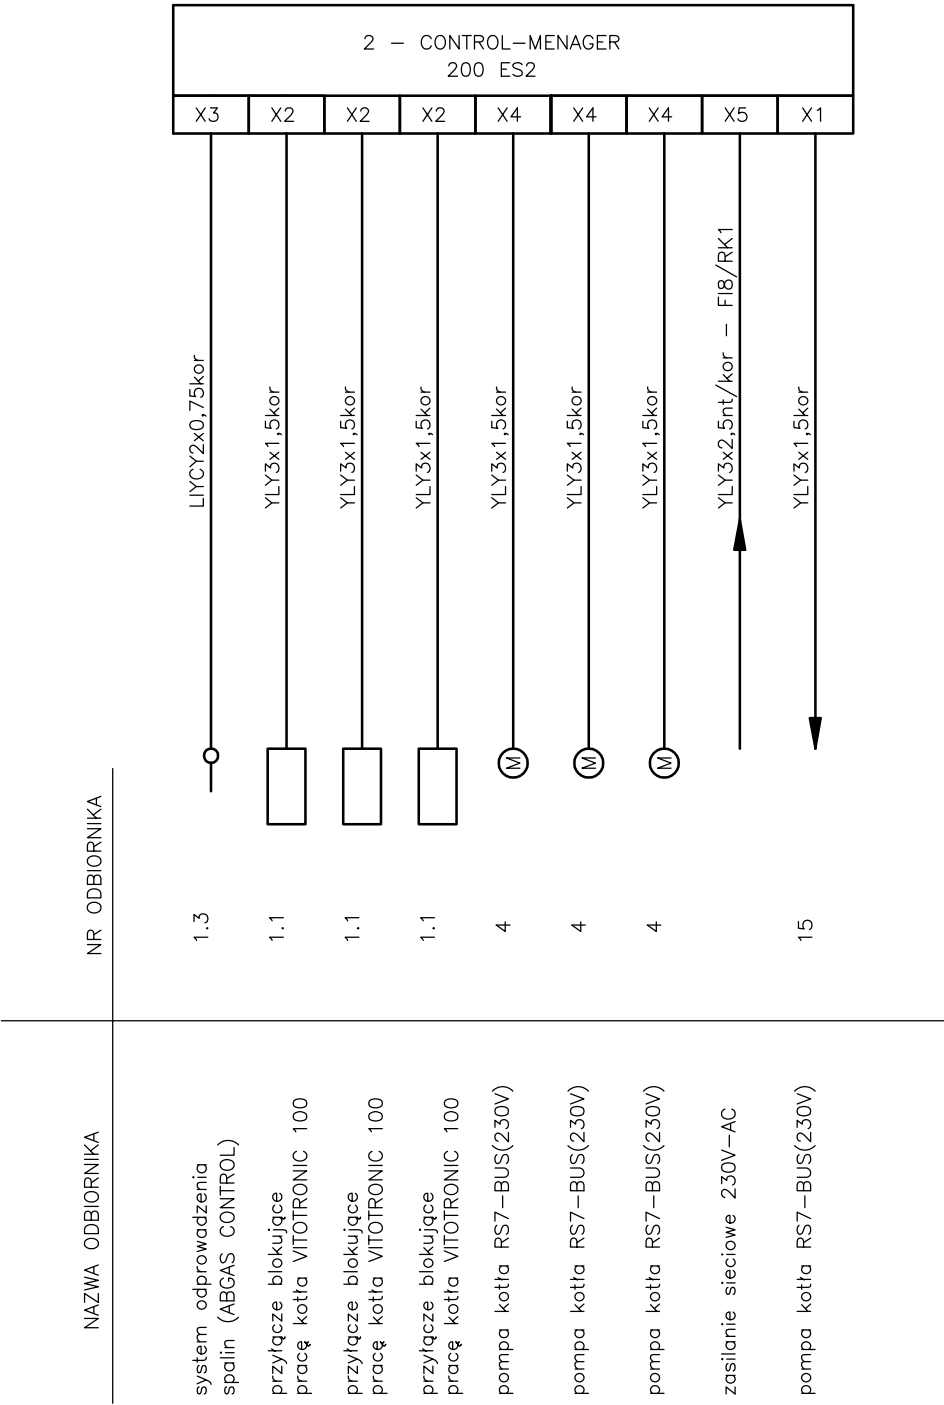 2 – CONTROL–MENAGER
200 ES2
X3 X2 X2 X2 X4 X4 X4 X5 X1
LIYCY2x0,75kor
YLY3x1,5kor
YLY3x1,5kor
YLY3x1,5kor
YLY3x1,5kor
YLY3x1,5kor
YLY3x1,5kor
YLY3x2,5nt/kor – FI8/RK1
YLY3x1,5kor
M
M
M
NR ODBIORNIKA
1.3
1.1
1.1
1.1
4
4
4
15
NAZWA ODBIORNIKA
system odprowadzenia
spalin (ABGAS CONTROL)
przyłącze blokujące
pracę kotła VITOTRONIC 100
przyłącze blokujące
pracę kotła VITOTRONIC 100
przyłącze blokujące
pracę kotła VITOTRONIC 100
pompa kotła RS7–BUS(230V)
pompa kotła RS7–BUS(230V)
pompa kotła RS7–BUS(230V)
zasilanie sieciowe 230V–AC
pompa kotła RS7–BUS(230V)